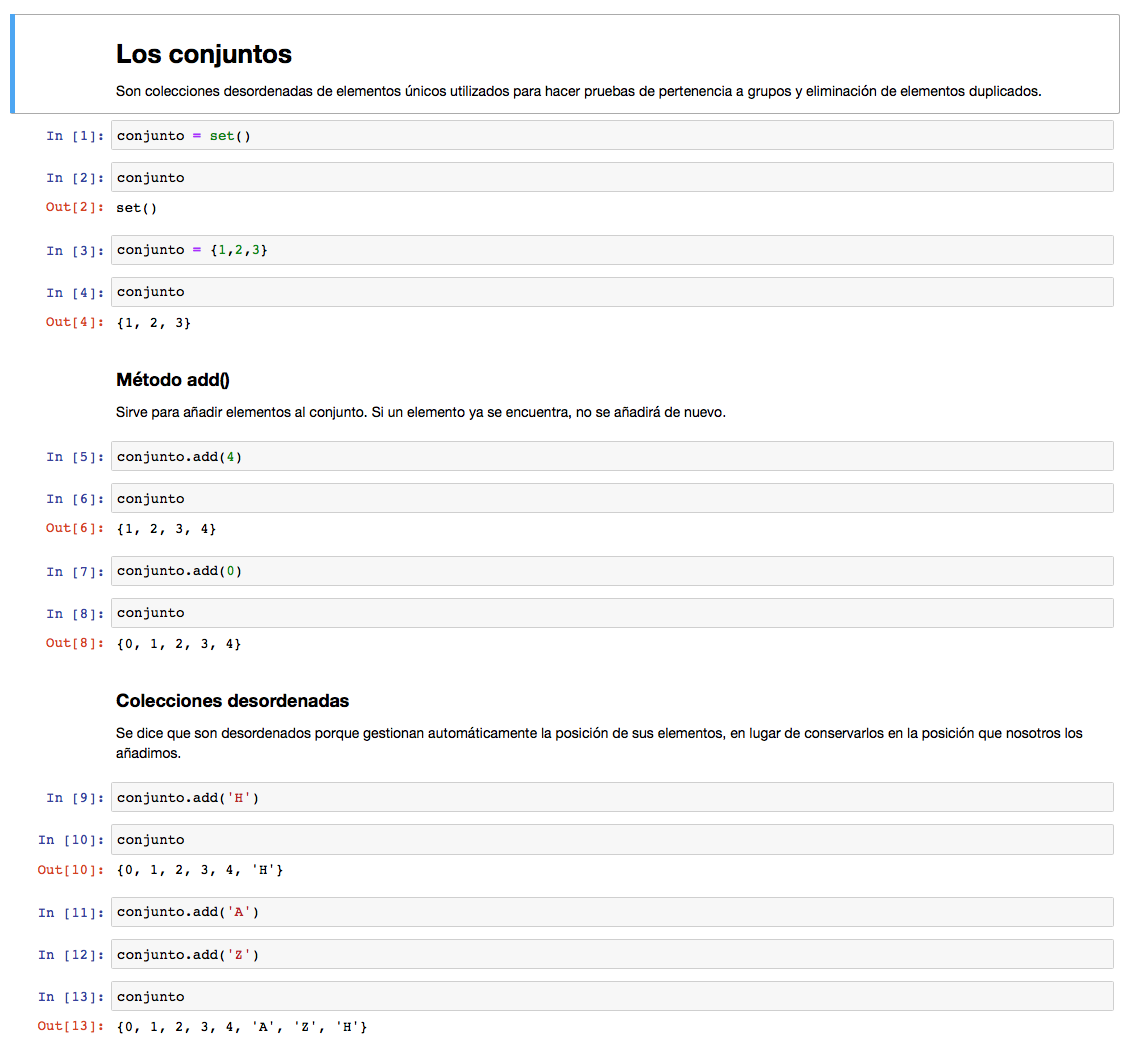 Los conjuntos
Son colecciones desordenadas de elementos únicos utilizados para hacer pruebas de pertenencia a grupos y eliminación de elementos duplicados.
In [1]: conjunto = set()
In [2]: conjunto
Out[2]: set()
In [3]: conjunto = {1,2,3}
In [4]: conjunto
Out[4]: {1, 2, 3}
Método add()
Sirve para añadir elementos al conjunto. Si un elemento ya se encuentra, no se añadirá de nuevo.
In [5]: conjunto.add(4)
In [6]: conjunto
Out[6]: {1, 2, 3, 4}
In [7]: conjunto.add(0)
In [8]: conjunto
Out[8]: {0, 1, 2, 3, 4}
Colecciones desordenadas
Se dice que son desordenados porque gestionan automáticamente la posición de sus elementos, en lugar de conservarlos en la posición que nosotros los
añadimos.
In [9]: conjunto.add('H')
In [10]: conjunto
Out[10]: {0, 1, 2, 3, 4, 'H'}
In [11]: conjunto.add('A')
In [12]: conjunto.add('Z')
In [13]: conjunto
Out[13]: {0, 1, 2, 3, 4, 'A', 'Z', 'H'}